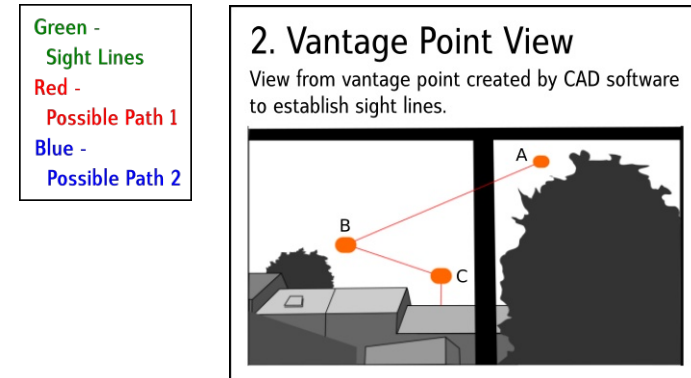 Green -
Sight Lines
Red -
Possible Path 1
Blue -
Possible Path 2
2. Vantage Point View
View from vantage point created by CAD software
to establish sight lines.
A
B
C